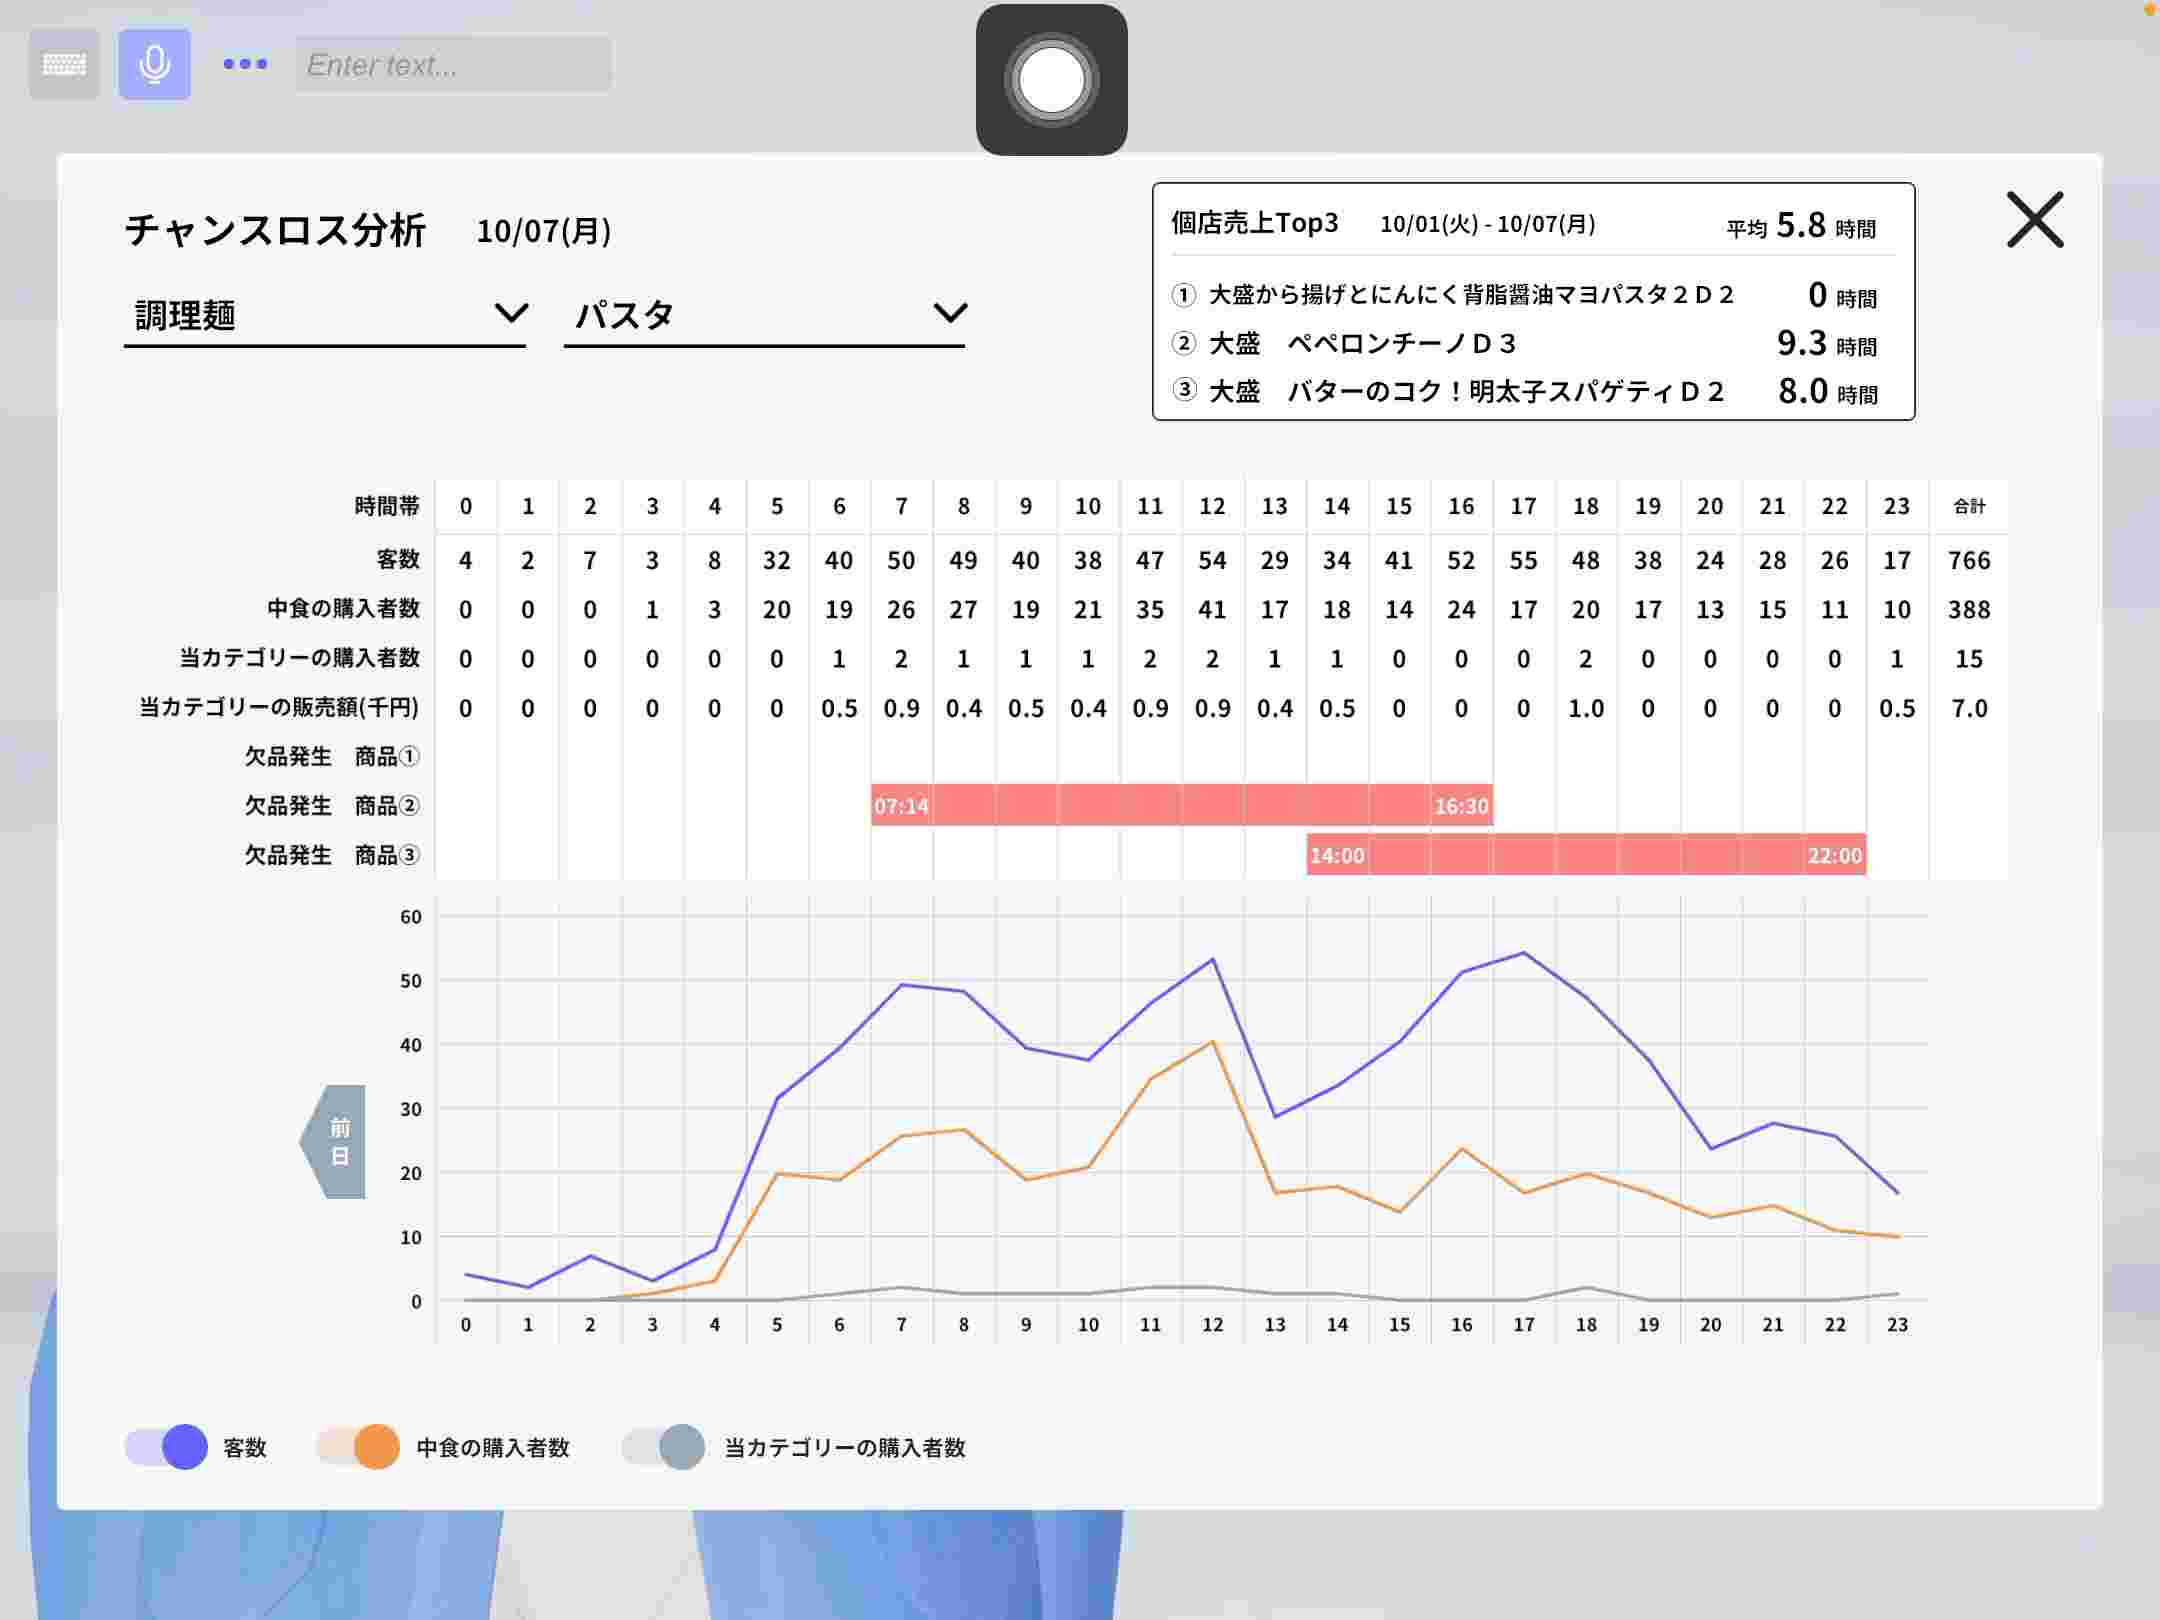 Enter text...
チャンスロス分析 10/07(月)
調理麺 パスタ
個店売上Top3 10/01(火) - 10/07(月) 平均 5.8 時間
① 大盛から揚げとにんにく背脂醤油マヨパスタ２Ｄ２ 0 時間
② 大盛　ペペロンチーノＤ３ 9.3 時間
③ 大盛　バターのコク！明太子スパゲティＤ２ 8.0 時間
時間帯 0 1 2 3 4 5 6 7 8 9 10 11 12 13 14 15 16 17 18 19 20 21 22 23 合計
客数 4 2 7 3 8 32 40 50 49 40 38 47 54 29 34 41 52 55 48 38 24 28 26 17 766
中食の購入者数 0 0 0 1 3 20 19 26 27 19 21 35 41 17 18 14 24 17 20 17 13 15 11 10 388
当カテゴリーの購入者数 0 0 0 0 0 0 1 2 1 1 1 2 2 1 1 0 0 0 2 0 0 0 0 1 15
当カテゴリーの販売額(千円) 0 0 0 0 0 0 0.5 0.9 0.4 0.5 0.4 0.9 0.9 0.4 0.5 0 0 0 1.0 0 0 0 0 0.5 7.0
欠品発生　商品①
欠品発生　商品② 07:14 16:30
欠品発生　商品③ 14:00 22:00
60
50
40
30
20
10
0
0 1 2 3 4 5 6 7 8 9 10 11 12 13 14 15 16 17 18 19 20 21 22 23
前
日
客数 中食の購入者数 当カテゴリーの購入者数